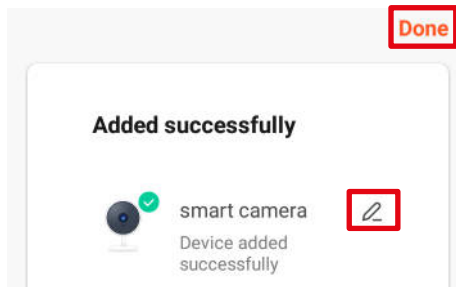 Done
Added successfully
smart camera
Device added
successfully